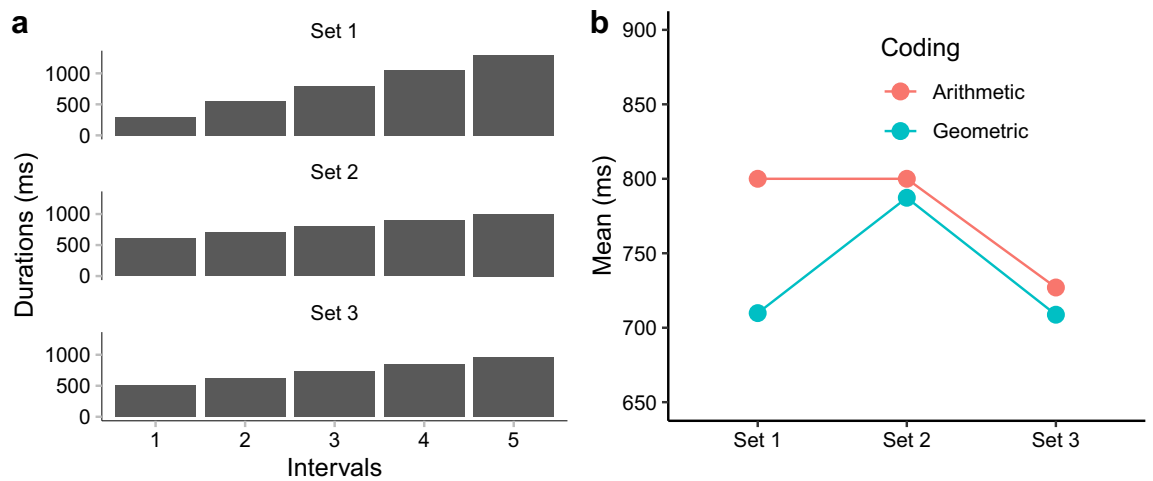 a
Set 1
1000
500
0
Set 2
1000
500
0
Set 3
1000
500
0
Durations (ms)
1 2 3 4 5
Intervals
b
Coding
Arithmetic
Geometric
900
850
800
750
700
650
Mean (ms)
Set 1 Set 2 Set 3